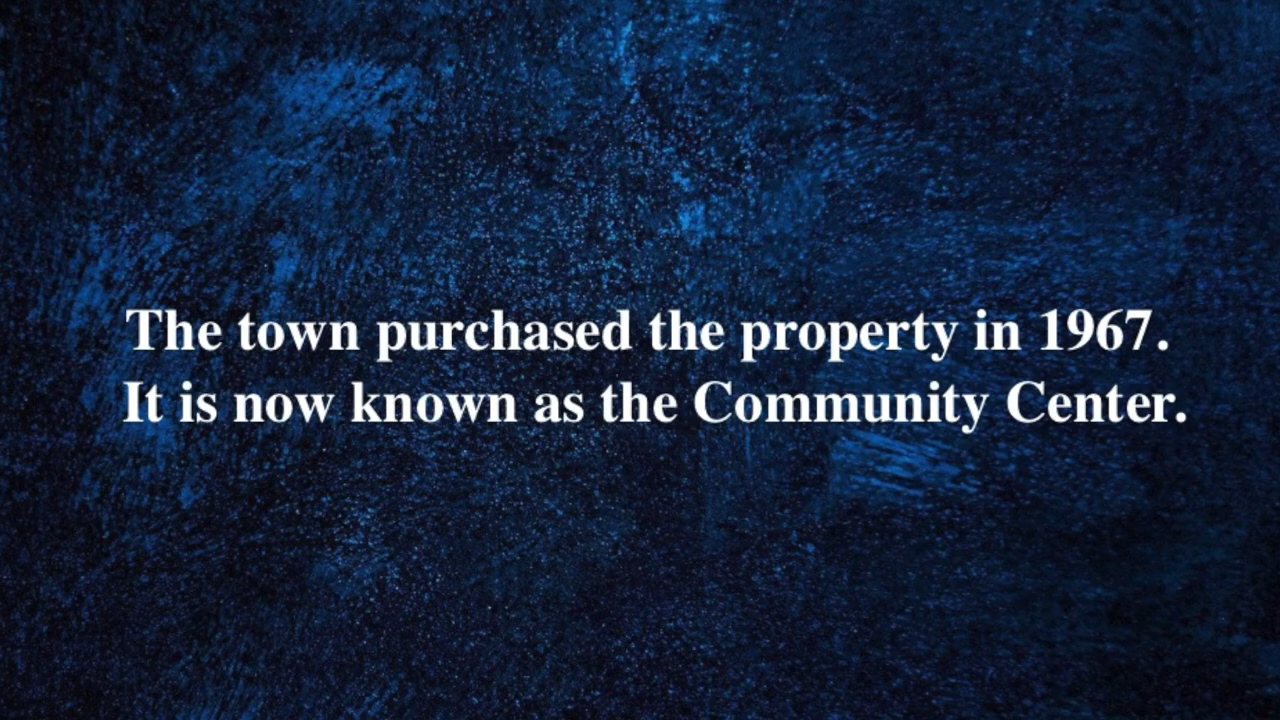 The town purchased the property in 1967.
It is now known as the Community Center.